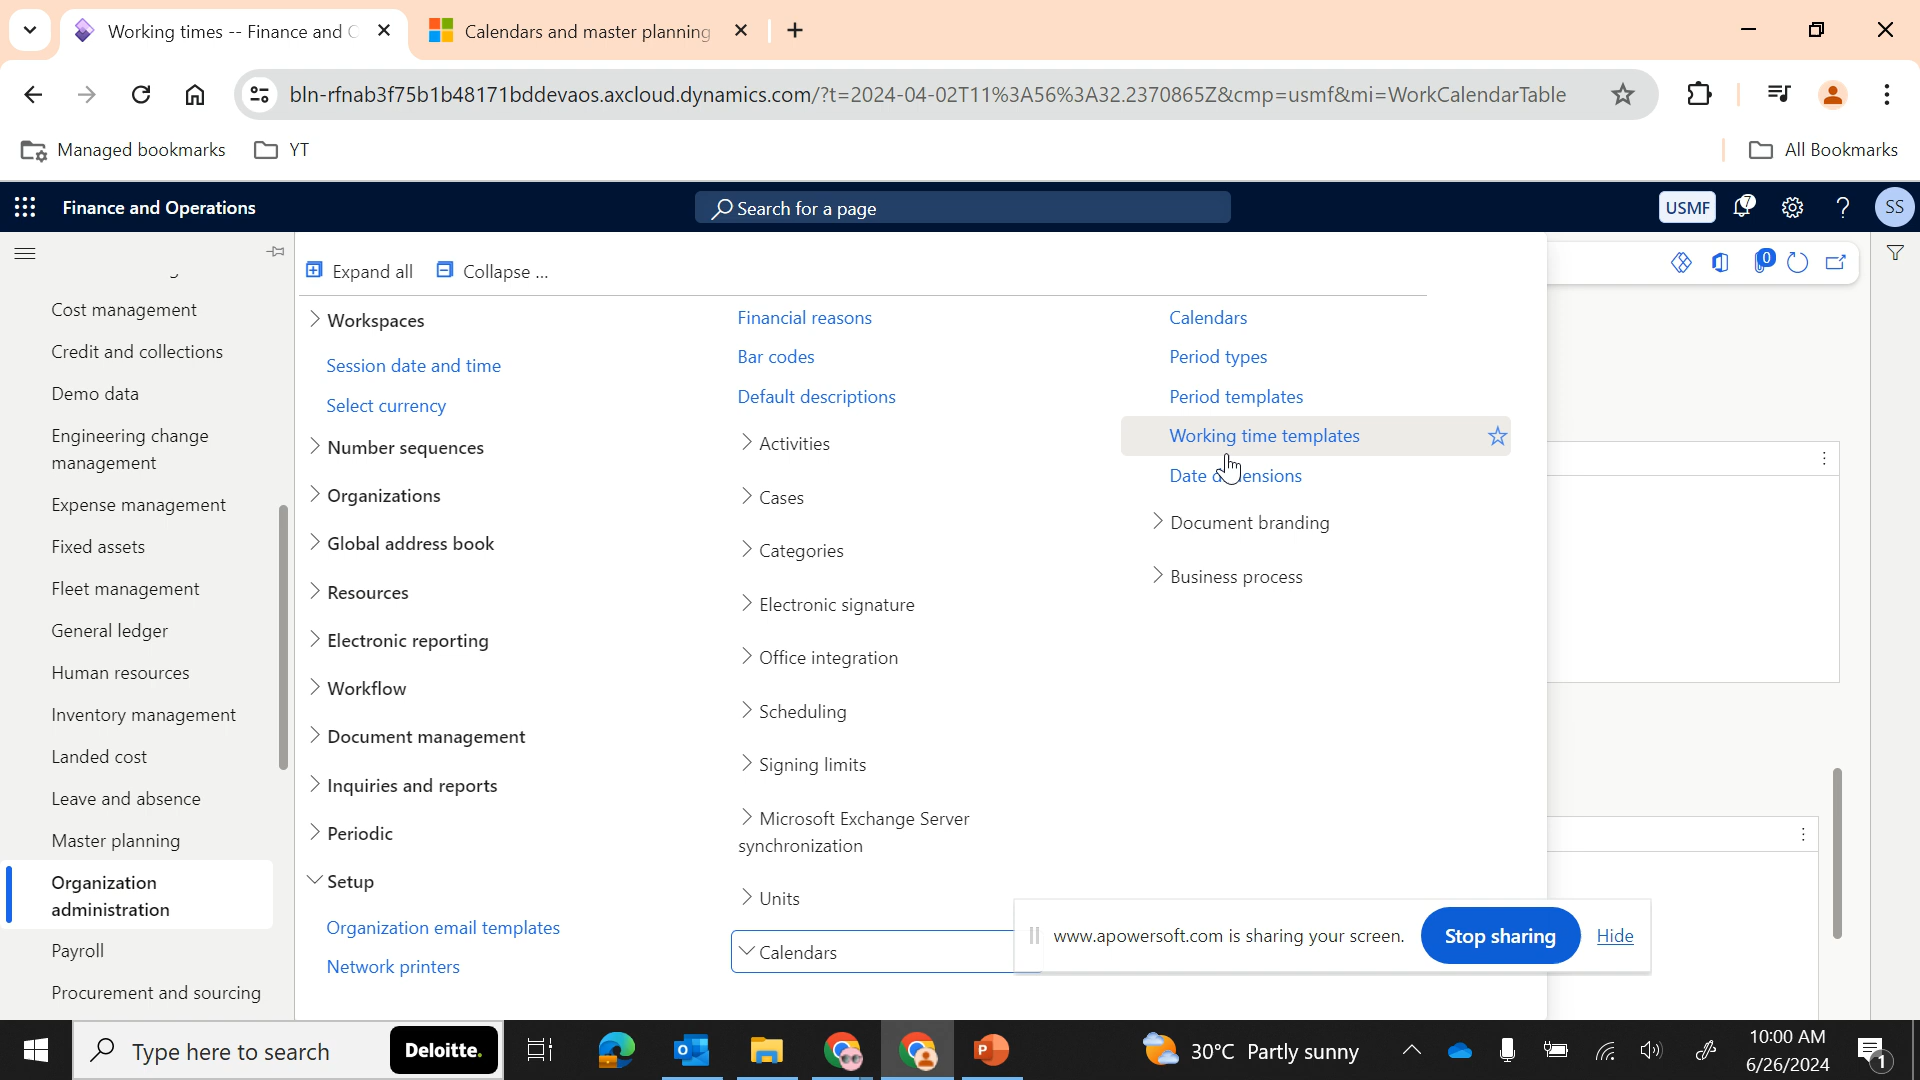 Working times -- Finance and C
Calendars and master planning
bln-rfnab3f75b1b48171bddevaos.axcloud.dynamics.com/?t=2024-04-02T11%3A56%3A32.2370865Z&cmp=usmf&mi=WorkCalendarTable
Managed bookmarks
YT
All Bookmarks
Finance and Operations
Search for a page
USMF
7
SS
Expand all
Collapse ...
0
Cost management
Credit and collections
Demo data
Engineering change
management
Expense management
Fixed assets
Fleet management
General ledger
Human resources
Inventory management
Landed cost
Leave and absence
Master planning
Organization
administration
Payroll
Procurement and sourcing
Workspaces
Session date and time
Select currency
Number sequences
Organizations
Global address book
Resources
Electronic reporting
Workflow
Document management
Inquiries and reports
Periodic
Setup
Organization email templates
Network printers
Financial reasons
Bar codes
Default descriptions
Activities
Cases
Categories
Electronic signature
Office integration
Scheduling
Signing limits
Microsoft Exchange Server
synchronization
Units
Calendars
Calendars
Period types
Period templates
Working time templates
Date
Document branding
Business process
www.apowersoft.com is sharing your screen.
Stop sharing
Hide
Type here to search
Deloitte.
30°C Partly sunny
10:00 AM
6/26/2024
1